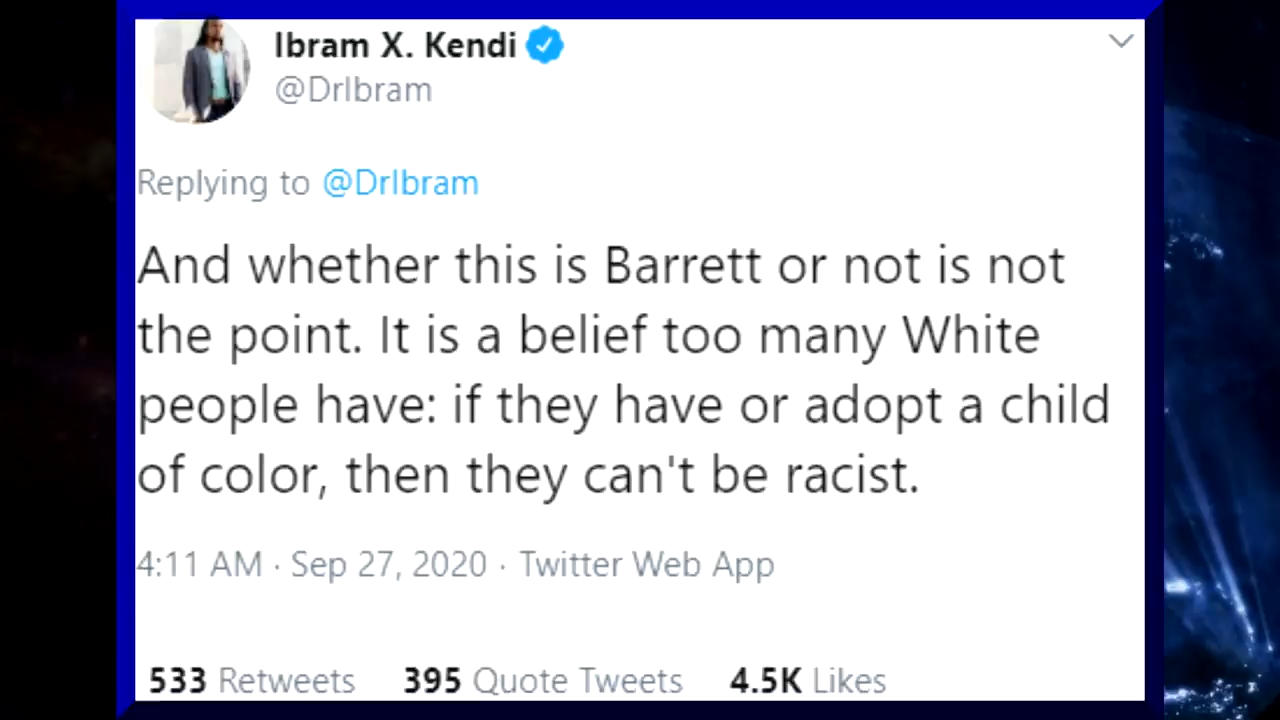 Ibram X. Kendi
@DrIbram
Replying to @DrIbram
And whether this is Barrett or not is not
the point. It is a belief too many White
people have: if they have or adopt a child
of color, then they can't be racist.
4:11 AM · Sep 27, 2020 · Twitter Web App
533 Retweets 395 Quote Tweets 4.5K Likes